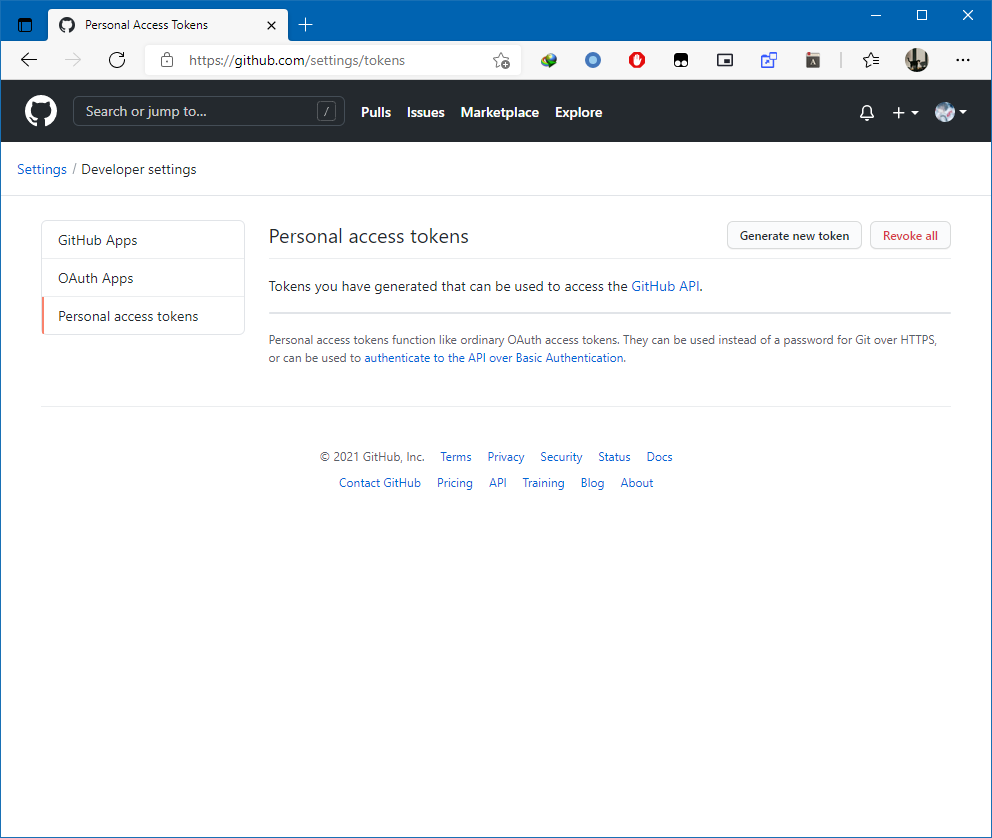 Personal Access Tokens
https://github.com/settings/tokens
Search or jump to... /
Pulls Issues Marketplace Explore
Settings / Developer settings
GitHub Apps
OAuth Apps
Personal access tokens
Personal access tokens
Generate new token Revoke all
Tokens you have generated that can be used to access the GitHub API.
Personal access tokens function like ordinary OAuth access tokens. They can be used instead of a password for Git over HTTPS,
or can be used to authenticate to the API over Basic Authentication.
© 2021 GitHub, Inc. Terms Privacy Security Status Docs
Contact GitHub Pricing API Training Blog About